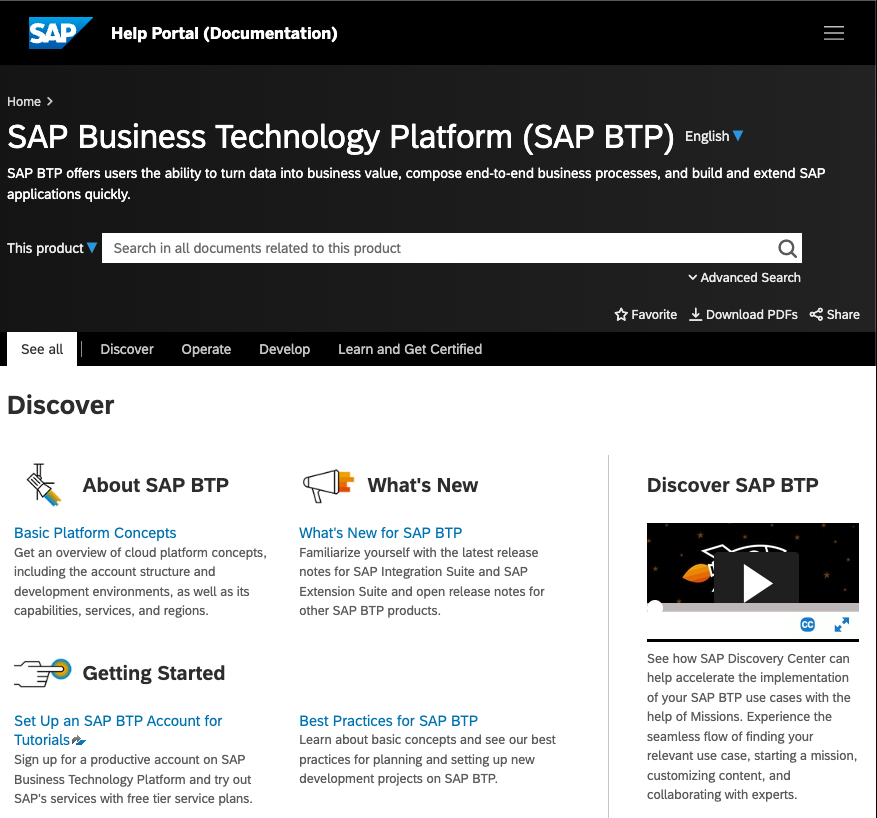 SAP Help Portal (Documentation)
Home
SAP Business Technology Platform (SAP BTP) English
SAP BTP offers users the ability to turn data into business value, compose end-to-end business processes, and build and extend SAP
applications quickly.
This product Search in all documents related to this product
Advanced Search
Favorite Download PDFs Share
See all Discover Operate Develop Learn and Get Certified
Discover
About SAP BTP
Basic Platform Concepts
Get an overview of cloud platform concepts,
including the account structure and
development environments, as well as its
capabilities, services, and regions.
What's New
What's New for SAP BTP
Familiarize yourself with the latest release
notes for SAP Integration Suite and SAP
Extension Suite and open release notes for
other SAP BTP products.
Getting Started
Set Up an SAP BTP Account for
Tutorials
Sign up for a productive account on SAP
Business Technology Platform and try out
SAP's services with free tier service plans.
Best Practices for SAP BTP
Learn about basic concepts and see our best
practices for planning and setting up new
development projects on SAP BTP.
Discover SAP BTP
CC
See how SAP Discovery Center can
help accelerate the implementation
of your SAP BTP use cases with the
help of Missions. Experience the
seamless flow of finding your
relevant use case, starting a mission,
customizing content, and
collaborating with experts.